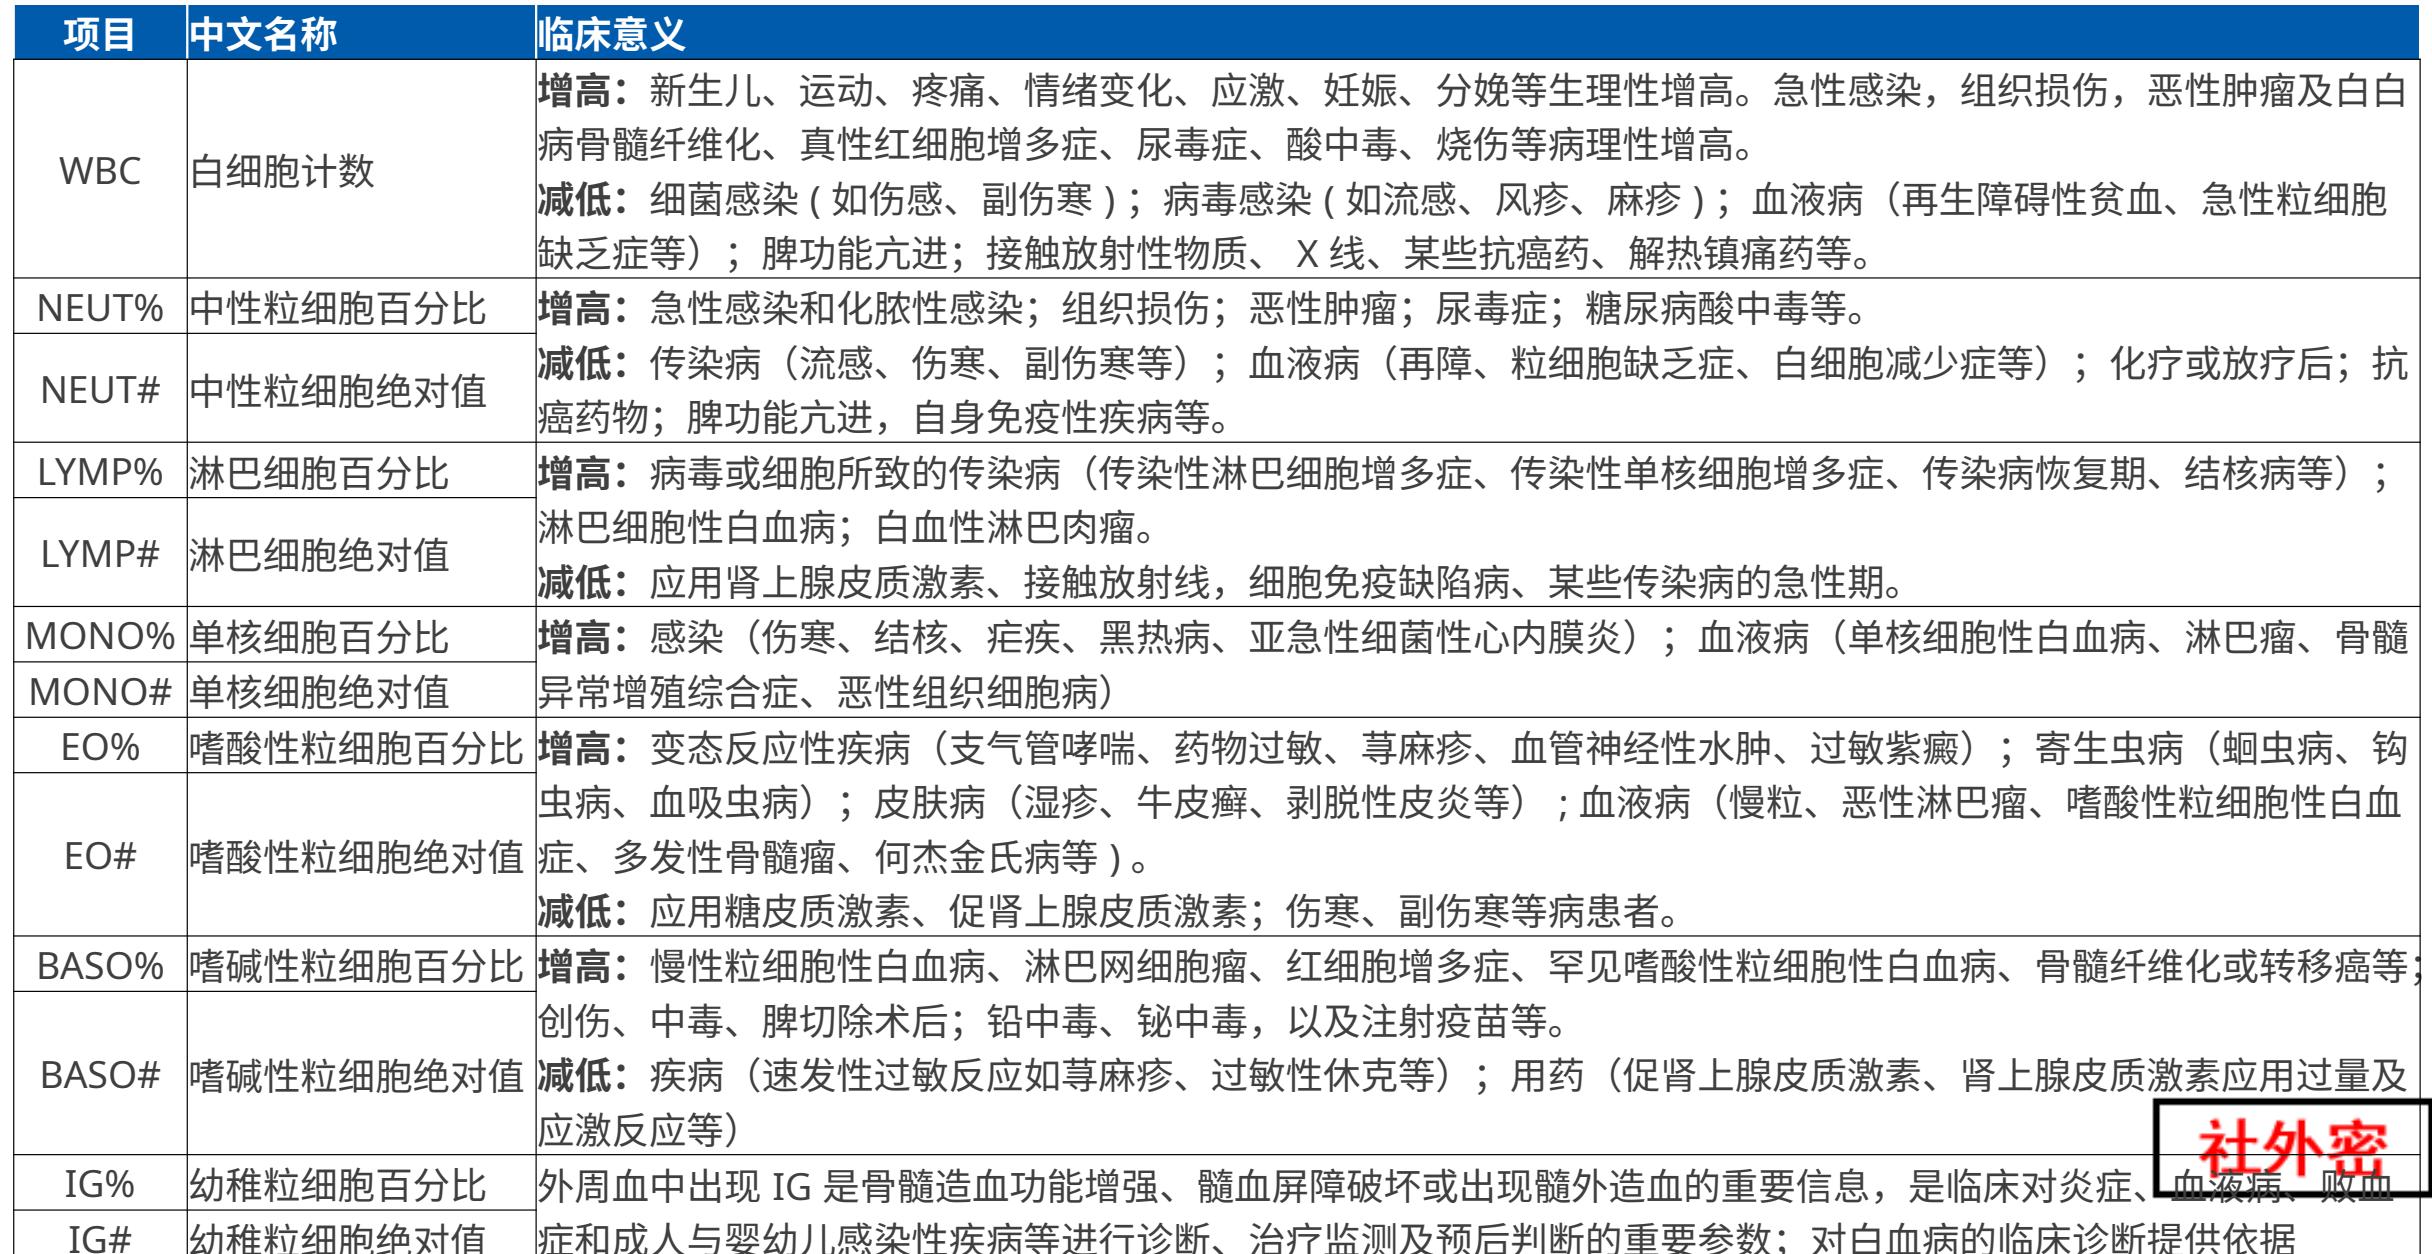 项目 中文名称 临床意义
WBC 白细胞计数
增高：新生儿、运动、疼痛、情绪变化、应激、妊娠、分娩等生理性增高。急性感染，组织损伤，恶性肿瘤及白白
病骨髓纤维化、真性红细胞增多症、尿毒症、酸中毒、烧伤等病理性增高。
减低：细菌感染 ( 如伤感、副伤寒 ) ；病毒感染 ( 如流感、风疹、麻疹 ) ；血液病（再生障碍性贫血、急性粒细胞
缺乏症等）；脾功能亢进；接触放射性物质、 X 线、某些抗癌药、解热镇痛药等。
NEUT% 中性粒细胞百分比
NEUT# 中性粒细胞绝对值
增高：急性感染和化脓性感染；组织损伤；恶性肿瘤；尿毒症；糖尿病酸中毒等。
减低：传染病（流感、伤寒、副伤寒等）；血液病（再障、粒细胞缺乏症、白细胞减少症等）；化疗或放疗后；抗
癌药物；脾功能亢进，自身免疫性疾病等。
LYMP% 淋巴细胞百分比
LYMP# 淋巴细胞绝对值
增高：病毒或细胞所致的传染病（传染性淋巴细胞增多症、传染性单核细胞增多症、传染病恢复期、结核病等）；
淋巴细胞性白血病；白血性淋巴肉瘤。
减低：应用肾上腺皮质激素、接触放射线，细胞免疫缺陷病、某些传染病的急性期。
MONO% 单核细胞百分比
MONO# 单核细胞绝对值
增高：感染（伤寒、结核、疟疾、黑热病、亚急性细菌性心内膜炎）；血液病（单核细胞性白血病、淋巴瘤、骨髓
异常增殖综合症、恶性组织细胞病）
EO% 嗜酸性粒细胞百分比
EO# 嗜酸性粒细胞绝对值
增高：变态反应性疾病（支气管哮喘、药物过敏、荨麻疹、血管神经性水肿、过敏紫癜）；寄生虫病（蛔虫病、钩
虫病、血吸虫病）；皮肤病（湿疹、牛皮癣、剥脱性皮炎等） ; 血液病（慢粒、恶性淋巴瘤、嗜酸性粒细胞性白血
症、多发性骨髓瘤、何杰金氏病等 ) 。
减低：应用糖皮质激素、促肾上腺皮质激素；伤寒、副伤寒等病患者。
BASO% 嗜碱性粒细胞百分比
BASO# 嗜碱性粒细胞绝对值
增高：慢性粒细胞性白血病、淋巴网细胞瘤、红细胞增多症、罕见嗜酸性粒细胞性白血病、骨髓纤维化或转移癌等；
创伤、中毒、脾切除术后；铅中毒、铋中毒，以及注射疫苗等。
减低：疾病（速发性过敏反应如荨麻疹、过敏性休克等）；用药（促肾上腺皮质激素、肾上腺皮质激素应用过量及
应激反应等）
社外密
IG% 幼稚粒细胞百分比
IG# 幼稚粒细胞绝对值
外周血中出现 IG 是骨髓造血功能增强、髓血屏障破坏或出现髓外造血的重要信息，是临床对炎症、血液病、败血
症和成人与婴幼儿感染性疾病等进行诊断、治疗监测及预后判断的重要参数；对白血病的临床诊断提供依据